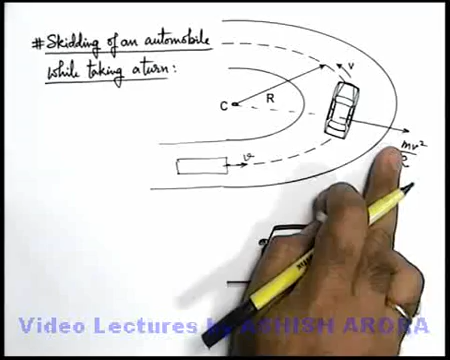 # Skidding of an automobile
while taking a turn:
v
R
C
mv²
v
Video Lectures by ASHISH ARORA